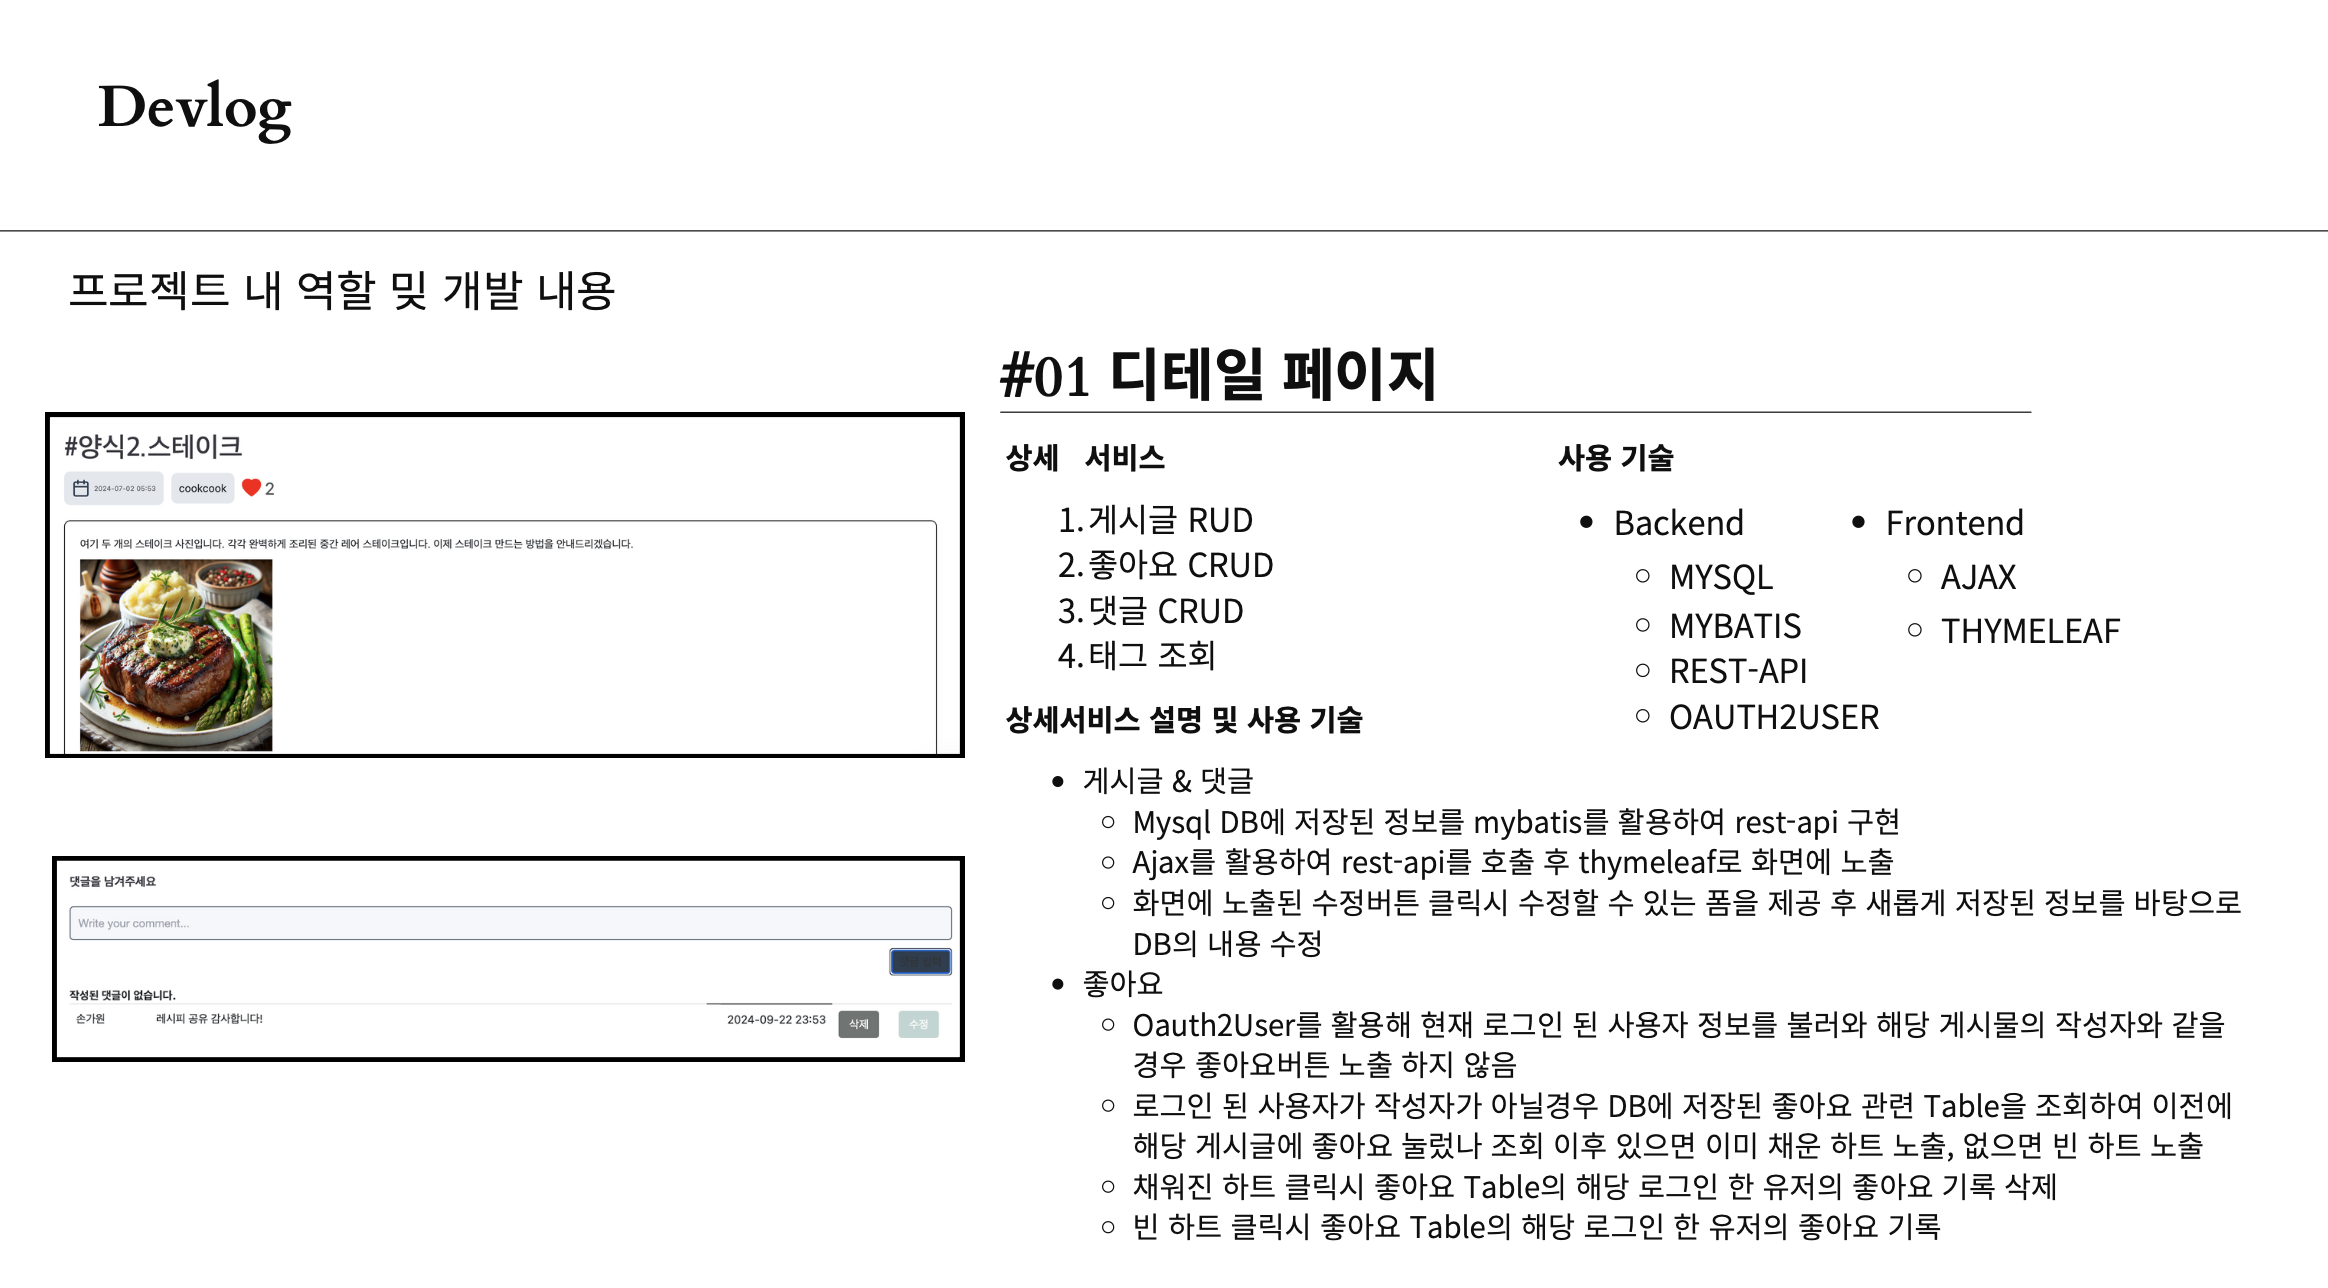 Devlog
프로젝트 내 역할 및 개발 내용
#양식2.스테이크
2024-07-02 05:53 cookcook 2
여기 두 개의 스테이크 사진입니다. 각각 완벽하게 조리된 중간 레어 스테이크입니다. 이제 스테이크 만드는 방법을 안내드리겠습니다.
댓글을 남겨주세요
Write your comment...
작성된 댓글이 없습니다.
손가원 레시피 공유 감사합니다! 2024-09-22 23:53 삭제 수정
#01 디테일 페이지
상세 서비스
1.게시글 RUD
2.좋아요 CRUD
3.댓글 CRUD
4.태그 조회
사용 기술
• Backend
○ MYSQL
○ MYBATIS
○ REST-API
○ OAUTH2USER
• Frontend
○ AJAX
○ THYMELEAF
상세서비스 설명 및 사용 기술
• 게시글 & 댓글
○ Mysql DB에 저장된 정보를 mybatis를 활용하여 rest-api 구현
○ Ajax를 활용하여 rest-api를 호출 후 thymeleaf로 화면에 노출
○ 화면에 노출된 수정버튼 클릭시 수정할 수 있는 폼을 제공 후 새롭게 저장된 정보를 바탕으로
DB의 내용 수정
• 좋아요
○ Oauth2User를 활용해 현재 로그인 된 사용자 정보를 불러와 해당 게시물의 작성자와 같을
경우 좋아요버튼 노출 하지 않음
○ 로그인 된 사용자가 작성자가 아닐경우 DB에 저장된 좋아요 관련 Table을 조회하여 이전에
해당 게시글에 좋아요 눌렀나 조회 이후 있으면 이미 채운 하트 노출, 없으면 빈 하트 노출
○ 채워진 하트 클릭시 좋아요 Table의 해당 로그인 한 유저의 좋아요 기록 삭제
○ 빈 하트 클릭시 좋아요 Table의 해당 로그인 한 유저의 좋아요 기록